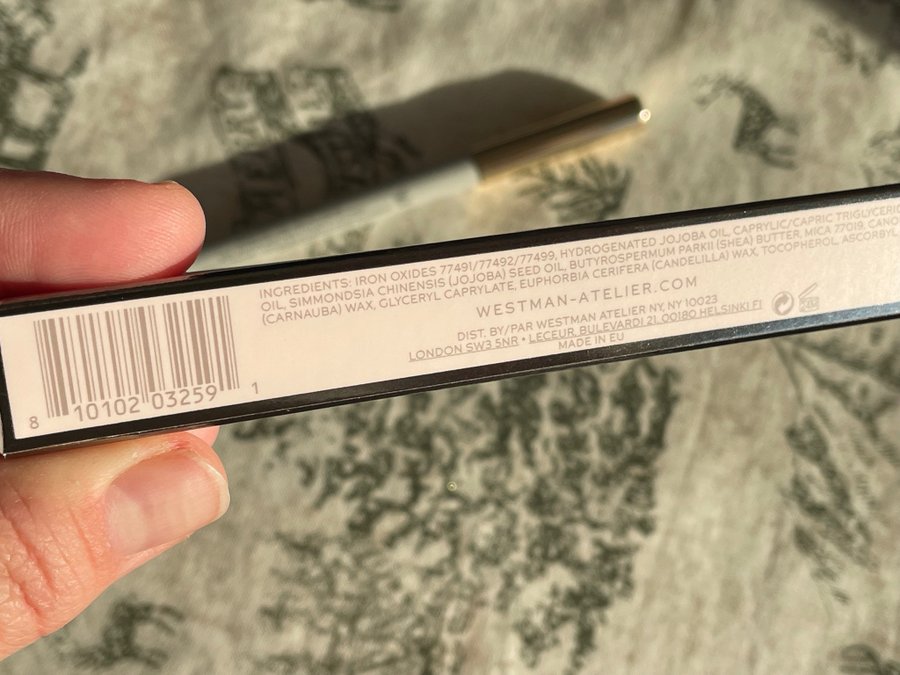 INGREDIENTS: IRON OXIDES 77491/77492/77499, HYDROGENATED JOJOBA OIL, CAPRYLIC/CAPRIC TRIGLYCERID
OIL, SIMMONDSIA CHINENSIS (JOJOBA) SEED OIL, BUTYROSPERMUM PARKII (SHEA) BUTTER, MICA 77019, CANO
(CARNAUBA) WAX, GLYCERYL CAPRYLATE, EUPHORBIA CERIFERA (CANDELILLA) WAX, TOCOPHEROL, ASCORBYL
WESTMAN-ATELIER.COM
DIST. BY/PAR WESTMAN ATELIER NY, NY 10023
LONDON SW3 5NR • LECEUR, BULEVARDI 21, 00180 HELSINKI FI
MADE IN EU
8 10102 03259 1